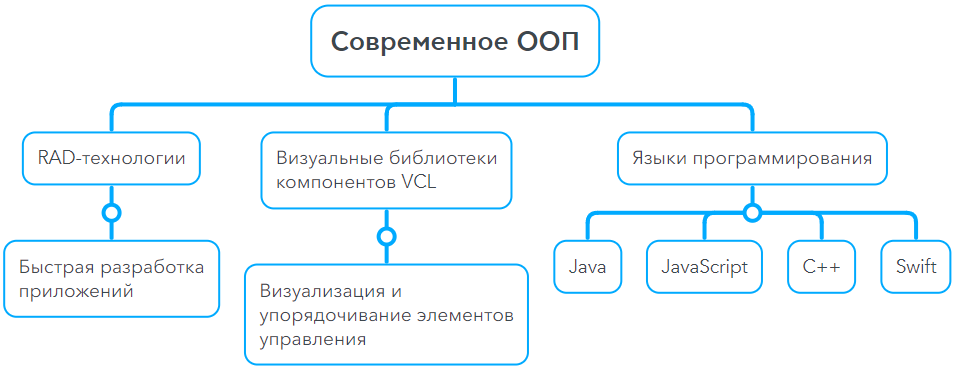 Современное ООП
RAD-технологии
Визуальные библиотеки
компонентов VCL
Языки программирования
Быстрая разработка
приложений
Визуализация и
упорядочивание элементов
управления
Java
JavaScript
C++
Swift